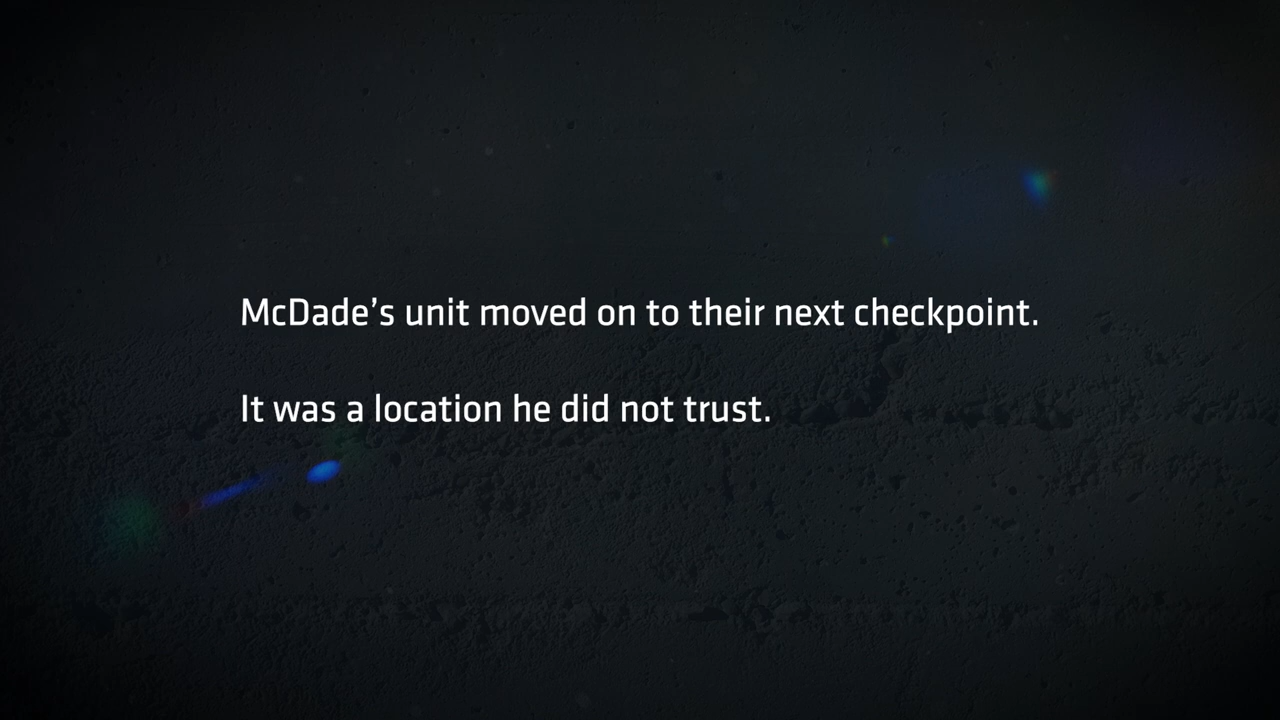 McDade’s unit moved on to their next checkpoint.
It was a location he did not trust.